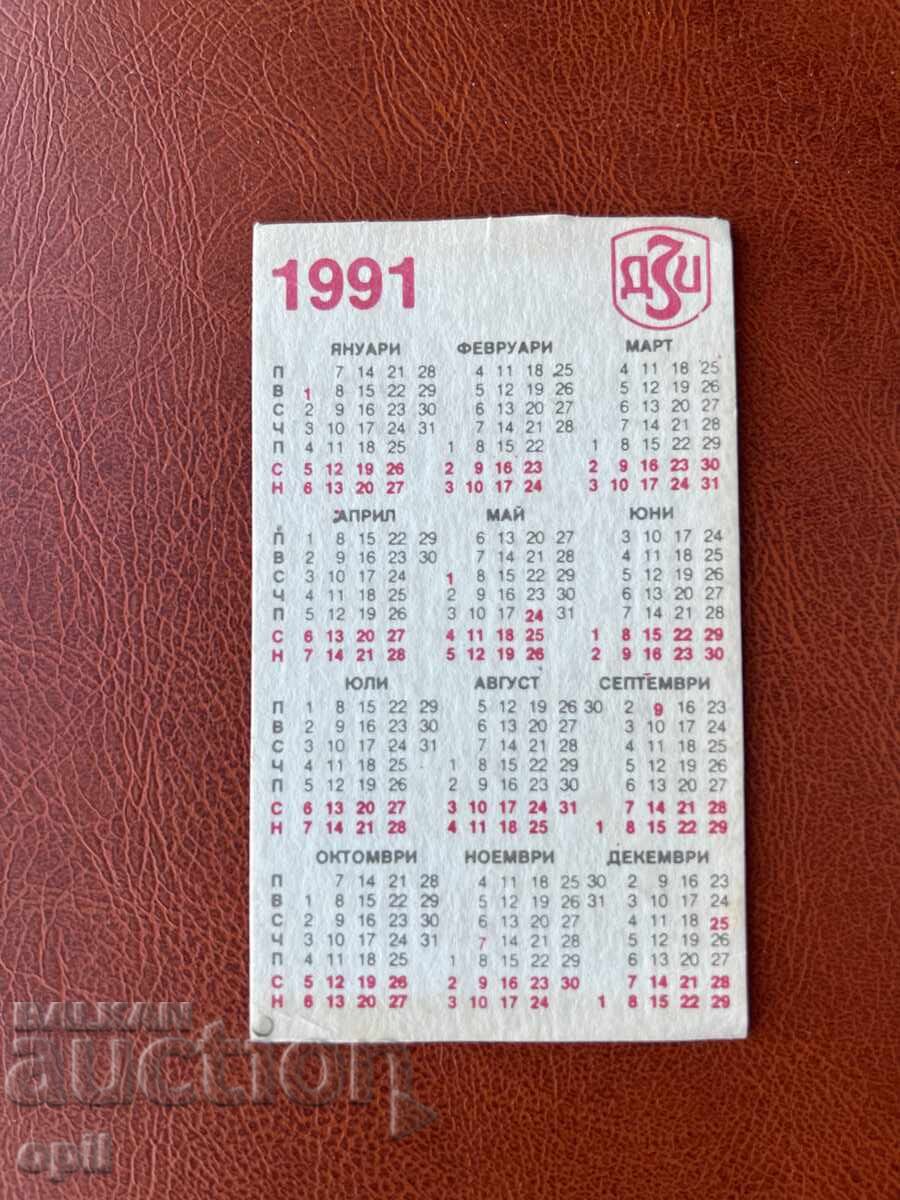 1991 ДЗИ
ЯНУАРИ ФЕВРУАРИ МАРТ
П 7 14 21 28 4 11 18 25 4 11 18 25
В 1 8 15 22 29 5 12 19 26 5 12 19 26
С 2 9 16 23 30 6 13 20 27 6 13 20 27
Ч 3 10 17 24 31 7 14 21 28 7 14 21 28
П 4 11 18 25 1 8 15 22 1 8 15 22 29
С 5 12 19 26 2 9 16 23 2 9 16 23 30
Н 6 13 20 27 3 10 17 24 3 10 17 24 31
АПРИЛ МАЙ ЮНИ
П 1 8 15 22 29 6 13 20 27 3 10 17 24
В 2 9 16 23 30 7 14 21 28 4 11 18 25
С 3 10 17 24 1 8 15 22 29 5 12 19 26
Ч 4 11 18 25 2 9 16 23 30 6 13 20 27
П 5 12 19 26 3 10 17 24 31 7 14 21 28
С 6 13 20 27 4 11 18 25 1 8 15 22 29
Н 7 14 21 28 5 12 19 26 2 9 16 23 30
ЮЛИ АВГУСТ СЕПТЕМВРИ
П 1 8 15 22 29 5 12 19 26 30 2 9 16 23
В 2 9 16 23 30 6 13 20 27 3 10 17 24
С 3 10 17 24 31 7 14 21 28 4 11 18 25
Ч 4 11 18 25 1 8 15 22 29 5 12 19 26
П 5 12 19 26 2 9 16 23 30 6 13 20 27
С 6 13 20 27 3 10 17 24 31 7 14 21 28
Н 7 14 21 28 4 11 18 25 1 8 15 22 29
ОКТОМВРИ НОЕМВРИ ДЕКЕМВРИ
П 7 14 21 28 4 11 18 25 30 2 9 16 23
В 1 8 15 22 29 5 12 19 26 31 3 10 17 24
С 2 9 16 23 30 6 13 20 27 4 11 18 25
Ч 3 10 17 24 31 7 14 21 28 5 12 19 26
П 4 11 18 25 1 8 15 22 29 6 13 20 27
С 5 12 19 26 2 9 16 23 30 7 14 21 28
Н 6 13 20 27 3 10 17 24 1 8 15 22 29
BALKAN
auction
opil